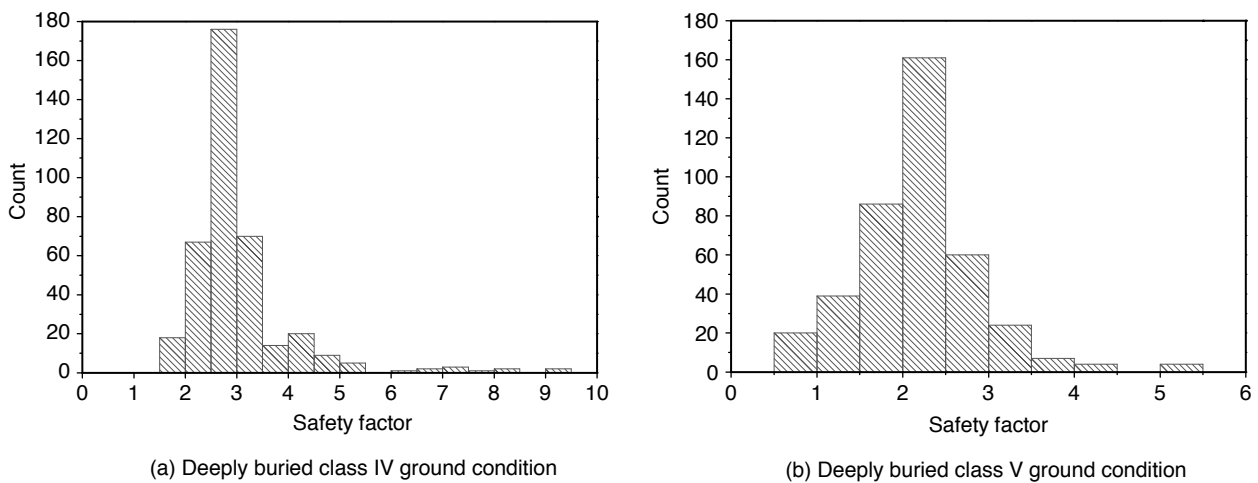 180
160
140
120
100
80
60
40
20
0
Count
0 1 2 3 4 5 6 7 8 9 10
Safety factor
(a) Deeply buried class IV ground condition
180
160
140
120
100
80
60
40
20
0
Count
0 1 2 3 4 5 6
Safety factor
(b) Deeply buried class V ground condition